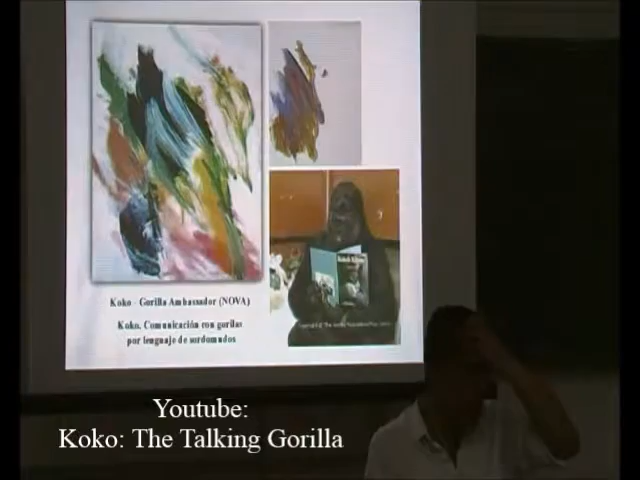 Koko - Gorilla Ambassador (NOVA)
Koko. Comunicación con gorilas
por lenguaje de sordomudos
Youtube:
Koko: The Talking Gorilla